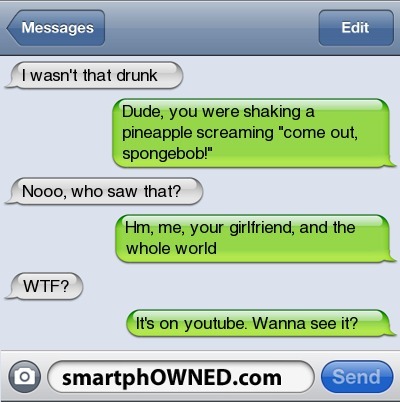 Messages
Edit
I wasn't that drunk
Dude, you were shaking a
pineapple screaming "come out,
spongebob!"
Nooo, who saw that?
Hm, me, your girlfriend, and the
whole world
WTF?
It's on youtube. Wanna see it?
smartphOWNED.com
Send